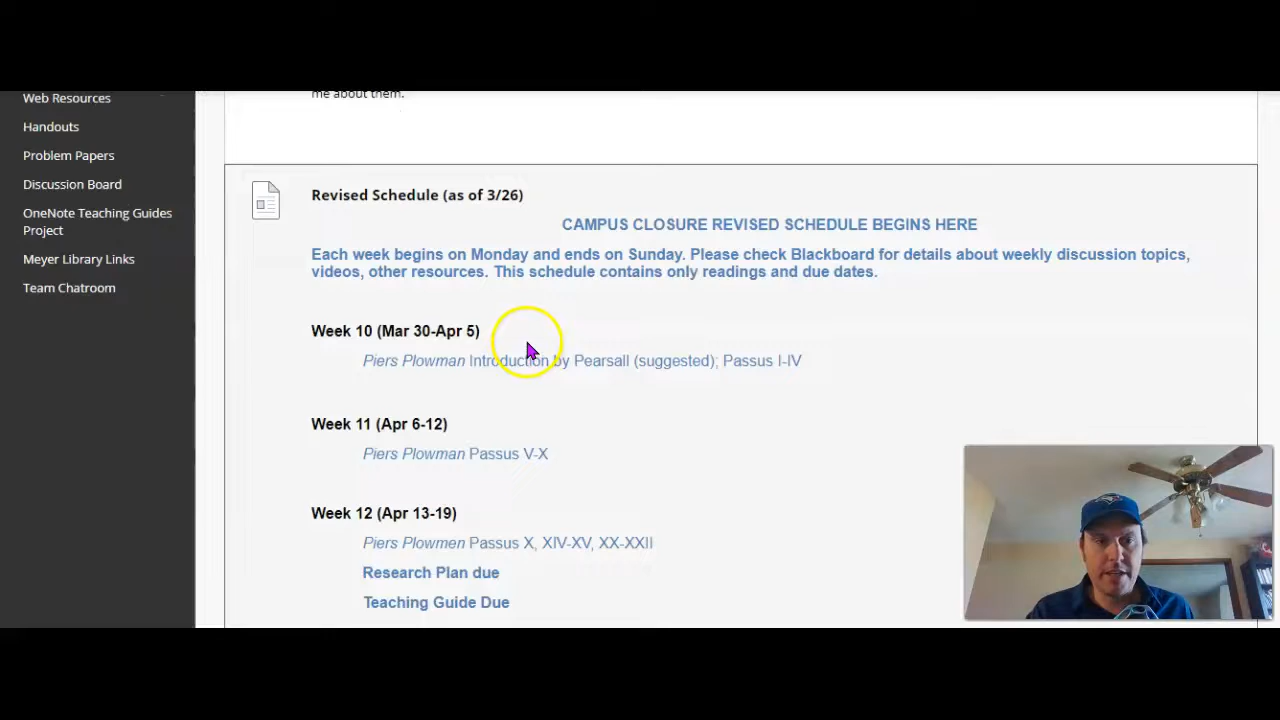 Web Resources
Handouts
Problem Papers
Discussion Board
OneNote Teaching Guides
Project
Meyer Library Links
Team Chatroom
me about them.
Revised Schedule (as of 3/26)
CAMPUS CLOSURE REVISED SCHEDULE BEGINS HERE
Each week begins on Monday and ends on Sunday. Please check Blackboard for details about weekly discussion topics,
videos, other resources. This schedule contains only readings and due dates.
Week 10 (Mar 30-Apr 5)
Piers Plowman Introduction by Pearsall (suggested); Passus I-IV
Week 11 (Apr 6-12)
Piers Plowman Passus V-X
Week 12 (Apr 13-19)
Piers Plowmen Passus X, XIV-XV, XX-XXII
Research Plan due
Teaching Guide Due